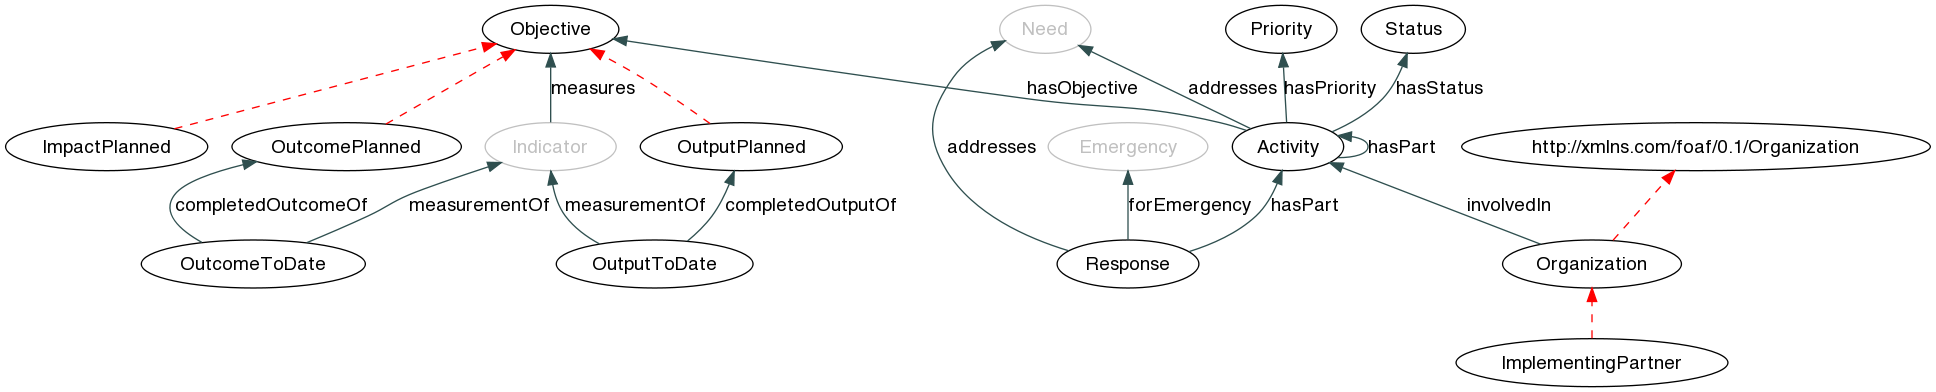 Objective
Need
Priority
Status
measures
hasObjective
addresses
hasPriority
hasStatus
ImpactPlanned
OutcomePlanned
Indicator
OutputPlanned
addresses
Emergency
Activity
hasPart
http://xmlns.com/foaf/0.1/Organization
completedOutcomeOf
measurementOf
measurementOf
completedOutputOf
forEmergency
hasPart
involvedIn
OutcomeToDate
OutputToDate
Response
Organization
ImplementingPartner